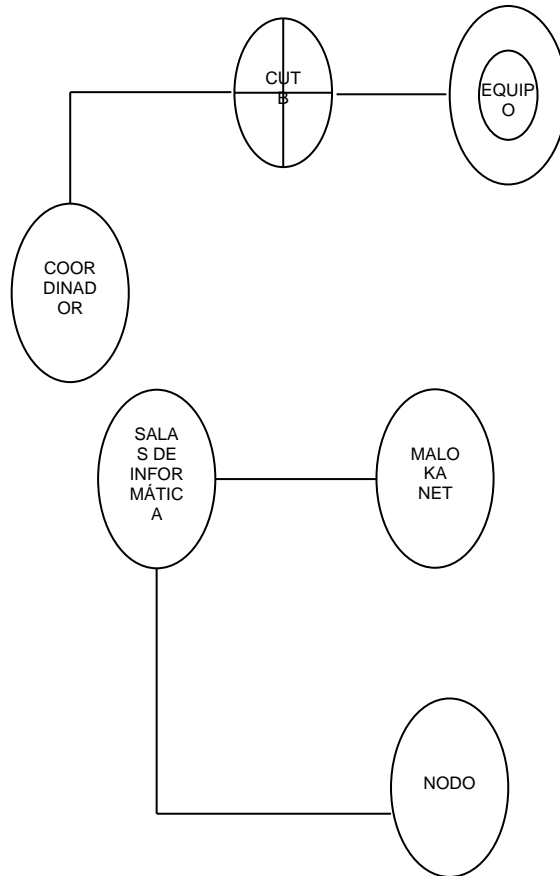 CUT
B
EQUIP
O
COOR
DINAD
OR
SALA
S DE
INFOR
MÁTIC
A
MALO
KA
NET
NODO